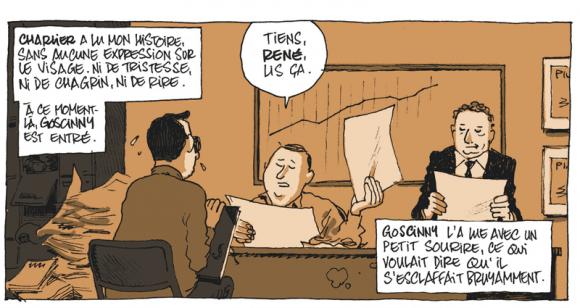 CHARLIER A LU MON HISTOIRE,
SANS AUCUNE EXPRESSION SUR
LE VISAGE. NI DE TRISTESSE,
NI DE CHAGRIN, NI DE RIRE.
À CE MOMENT-
LÀ, GOSCINNY
EST ENTRÉ.
TIENS,
RENÉ,
LIS ÇA.
GOSCINNY L'A LUE AVEC UN
PETIT SOURIRE, CE QUI
VOULAIT DIRE QU'IL
S'ESCLAFFAIT BRUYAMMENT.